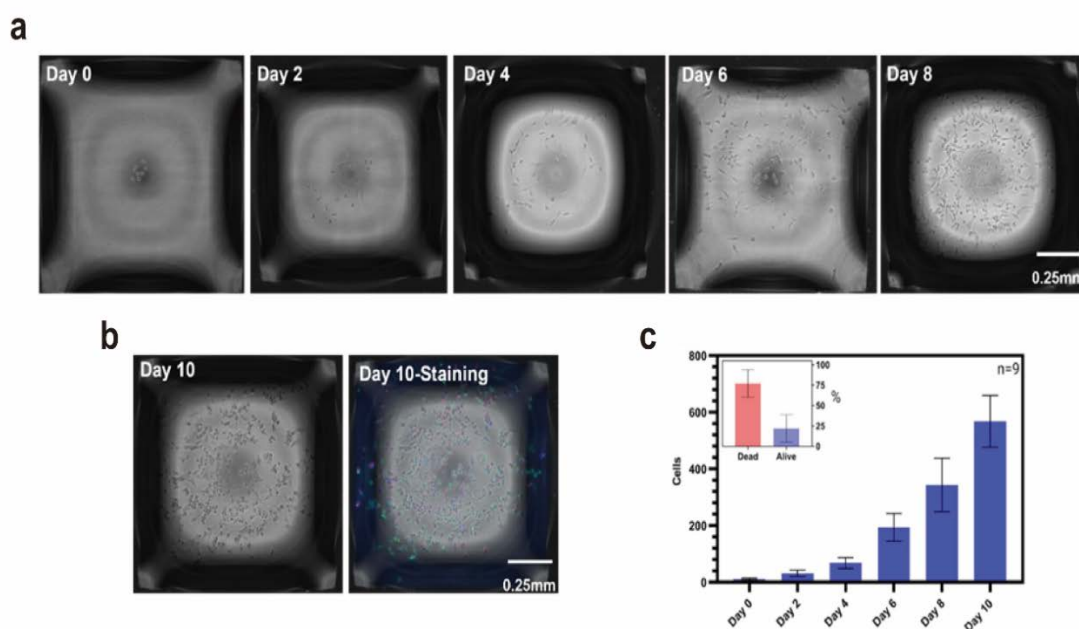 a
Day 0
Day 2
Day 4
Day 6
Day 8
0.25mm
b
Day 10
Day 10-Staining
0.25mm
c
n=9
800
600
400
200
0
Cells
100
75
50
25
0
%
Dead
Alive
Day 0
Day 2
Day 4
Day 6
Day 8
Day 10